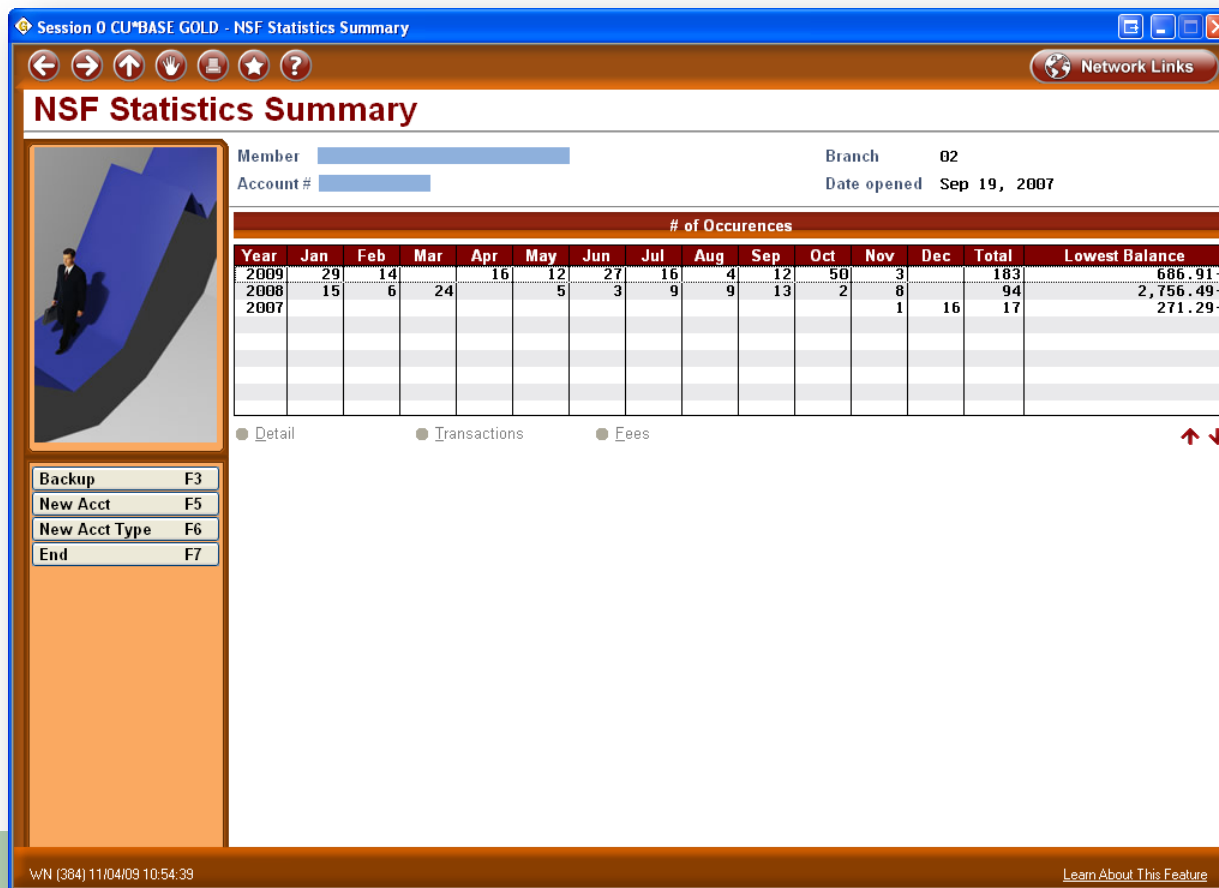 Session 0 CU*BASE GOLD - NSF Statistics Summary
Network Links
NSF Statistics Summary
Member Branch 02
Account # Date opened Sep 19, 2007
# of Occurences
Year Jan Feb Mar Apr May Jun Jul Aug Sep Oct Nov Dec Total Lowest Balance
2009 29 14 16 12 27 16 4 12 50 3 183 686.91-
2008 15 6 24 5 3 9 9 13 2 8 94 2,756.49-
2007 1 16 17 271.29-
Detail Transactions Fees
Backup F3
New Acct F5
New Acct Type F6
End F7
WN (384) 11/04/09 10:54:39 Learn About This Feature